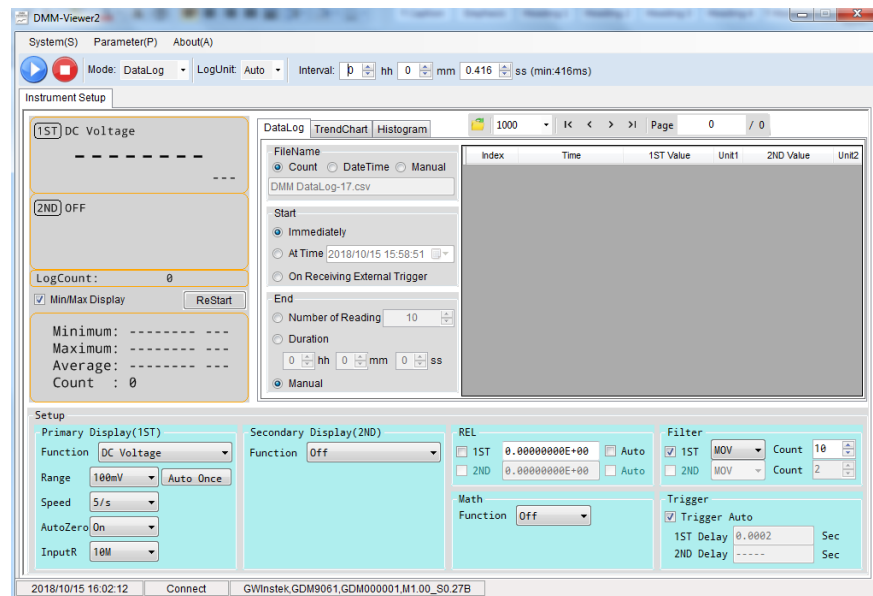 DMM-Viewer2
System(S) Parameter(P) About(A)
Mode: DataLog LogUnit: Auto Interval: 0 hh 0 mm 0.416 ss (min:416ms)
Instrument Setup
1ST DC Voltage
- - - - - - - -
- - -
2ND OFF
LogCount: 0
Min/Max Display ReStart
Minimum: -------- ---
Maximum: -------- ---
Average: -------- ---
Count : 0
DataLog TrendChart Histogram
1000 Page 0 / 0
FileName
Count DateTime Manual
DMM DataLog-17.csv
Start
Immediately
At Time 2018/10/15 15:58:51
On Receiving External Trigger
End
Number of Reading 10
Duration
0 hh 0 mm 0 ss
Manual
Index Time 1ST Value Unit1 2ND Value Unit2
Setup
Primary Display(1ST)
Function DC Voltage
Range 100mV Auto Once
Speed 5/s
AutoZero On
InputR 10M
Secondary Display(2ND)
Function Off
REL
1ST 0.00000000E+00 Auto
2ND 0.00000000E+00 Auto
Math
Function Off
Filter
1ST MOV Count 10
2ND MOV Count 2
Trigger
Trigger Auto
1ST Delay 0.0002 Sec
2ND Delay ----- Sec
2018/10/15 16:02:12 Connect GWInstek,GDM9061,GDM000001,M1.00_S0.27B